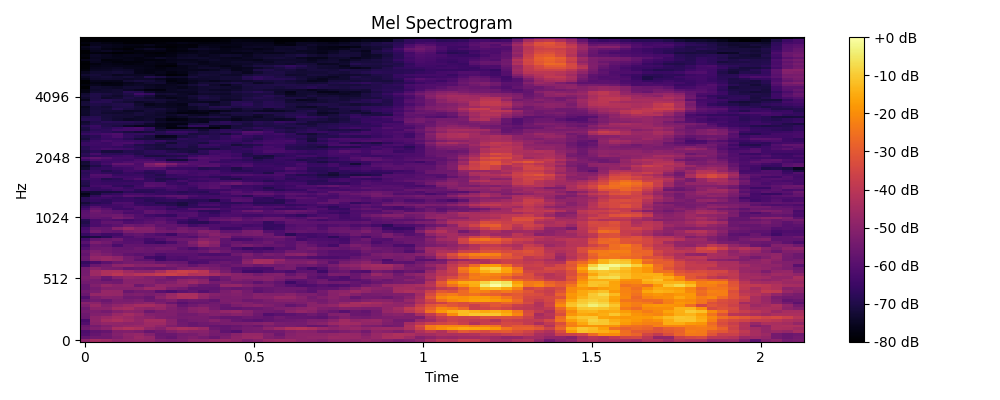 Mel Spectrogram
Hz
4096
2048
1024
512
0
0
0.5
1
1.5
2
Time
+0 dB
-10 dB
-20 dB
-30 dB
-40 dB
-50 dB
-60 dB
-70 dB
-80 dB